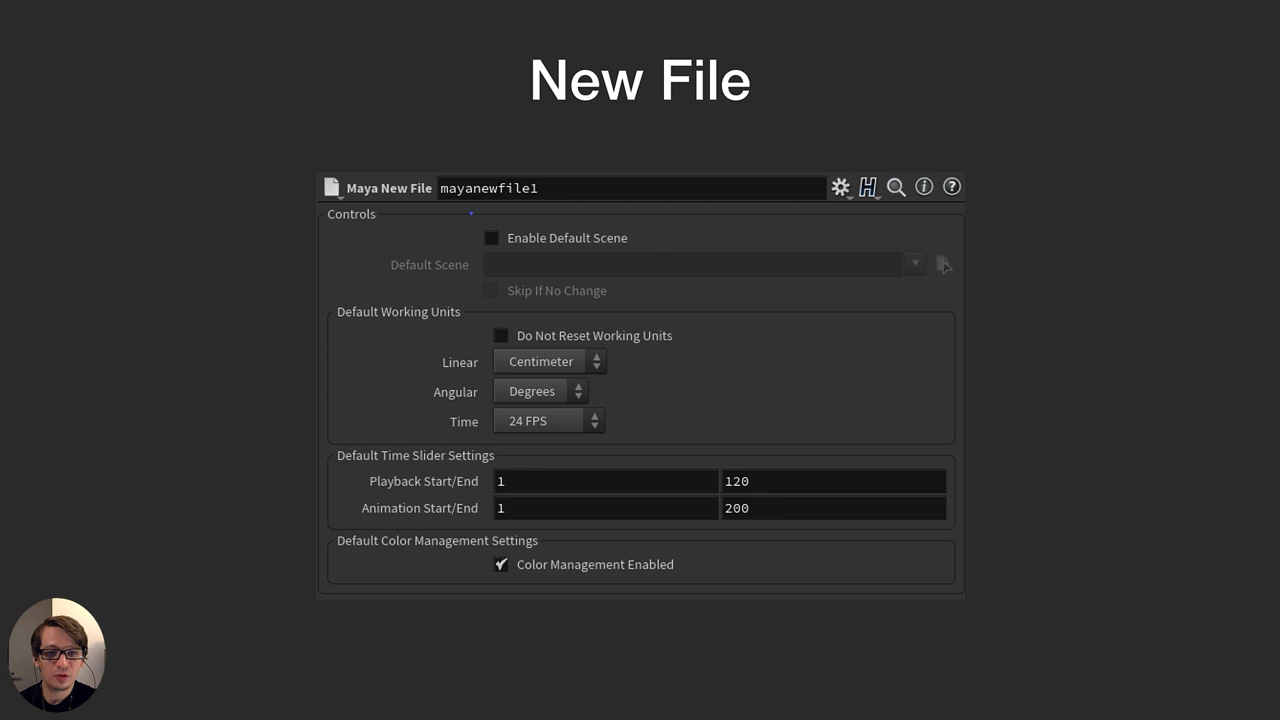 New File
Maya New File mayanewfile1
Controls
Enable Default Scene
Default Scene
Skip If No Change
Default Working Units
Do Not Reset Working Units
Linear Centimeter
Angular Degrees
Time 24 FPS
Default Time Slider Settings
Playback Start/End 1 120
Animation Start/End 1 200
Default Color Management Settings
Color Management Enabled